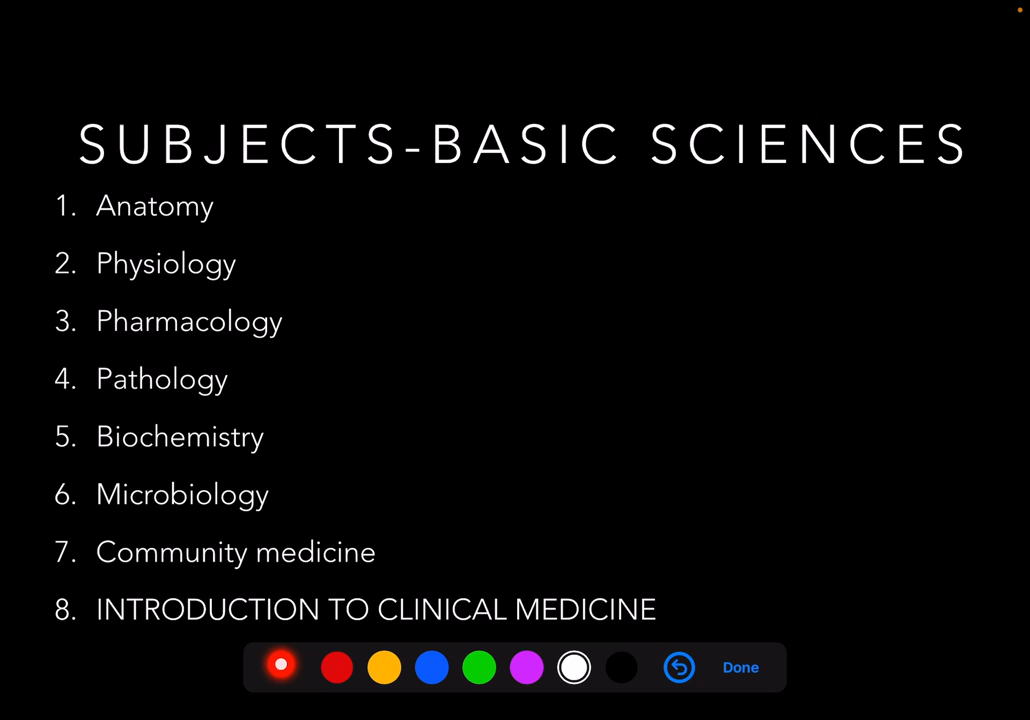 SUBJECTS-BASIC SCIENCES
1. Anatomy
2. Physiology
3. Pharmacology
4. Pathology
5. Biochemistry
6. Microbiology
7. Community medicine
8. INTRODUCTION TO CLINICAL MEDICINE
Done